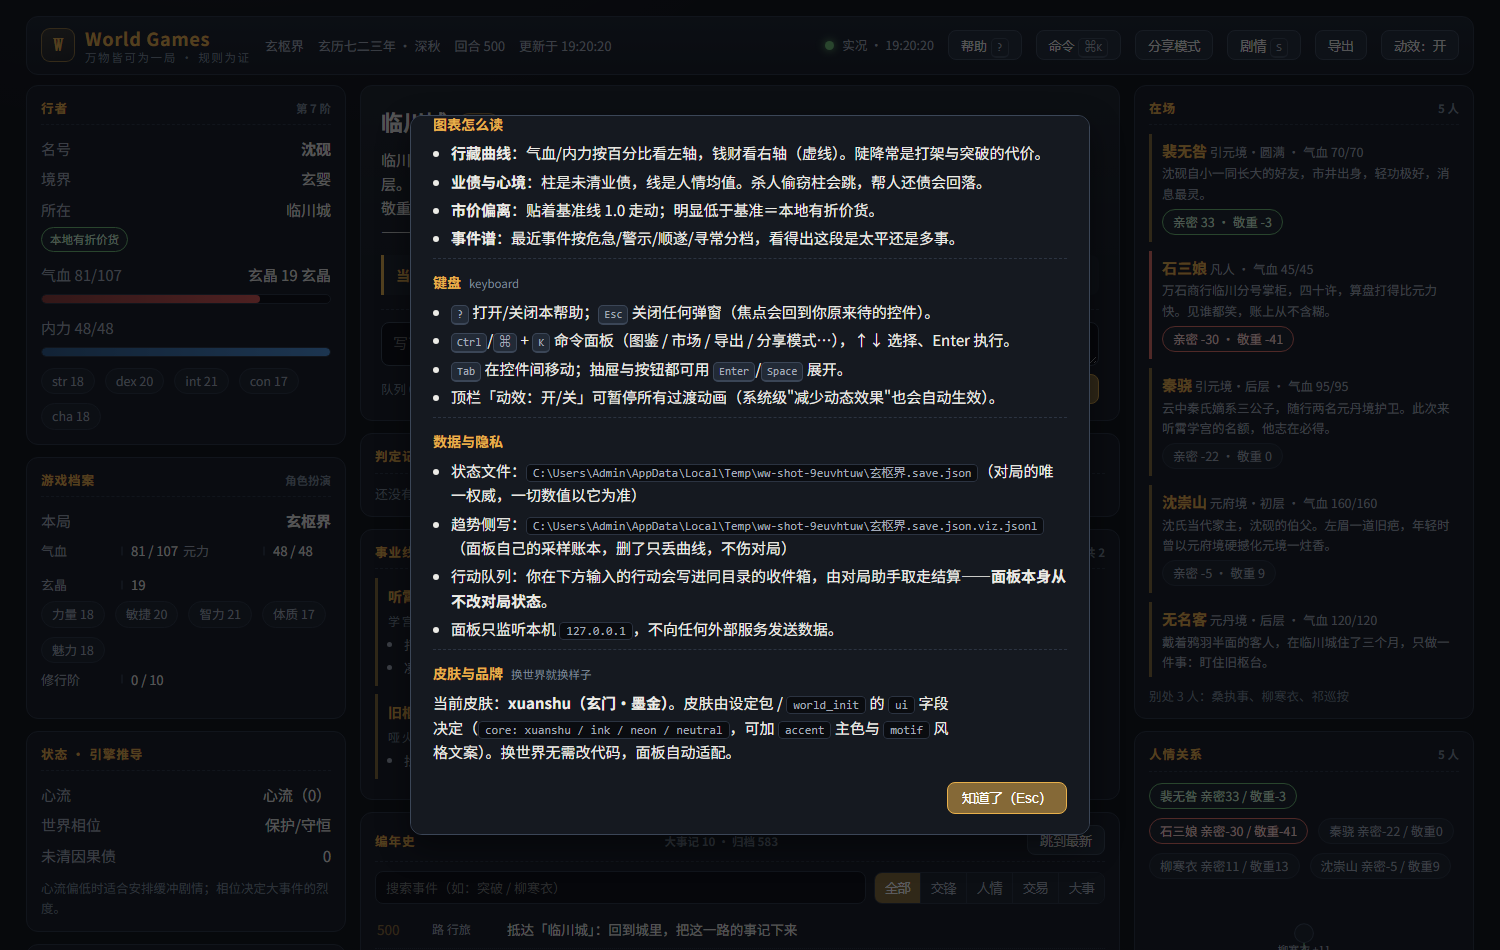 W
World Games
万物皆可为一局 · 规则为证
玄枢界 玄历七二三年 · 深秋 回合 500 更新于 19:20:20
实况 · 19:20:20
帮助 ?
命令 ⌘K
分享模式
剧情 S
导出
动效：开
行者
第 7 阶
名号 沈砚
境界 玄婴
所在 临川城
本地有折价货
气血 81/107 玄晶 19 玄晶
内力 48/48
str 18 dex 20 int 21 con 17
cha 18
游戏档案 角色扮演
本局 玄枢界
气血 81 / 107 元力 48 / 48
玄晶 19
力量 18 敏捷 20 智力 21 体质 17
魅力 18
修行阶 0 / 10
状态 · 引擎推导
心流 心流（0）
世界相位 保护/守恒
未清因果债 0
心流偏低时适合安排缓冲剧情；相位决定大事件的烈
度。
图表怎么读
行藏曲线：气血/内力按百分比看左轴，钱财看右轴（虚线）。陡降常是打架与突破的代价。
业债与心境：柱是未清业债，线是人情均值。杀人偷窃柱会跳，帮人还债会回落。
市价偏离：贴着基准线 1.0 走动；明显低于基准＝本地有折价货。
事件谱：最近事件按危急/警示/顺遂/寻常分档，看得出这段是太平还是多事。
键盘 keyboard
? 打开/关闭本帮助；Esc 关闭任何弹窗（焦点会回到你原来待的控件）。
Ctrl/⌘ + K 命令面板（图鉴 / 市场 / 导出 / 分享模式…），↑↓ 选择、Enter 执行。
Tab 在控件间移动；抽屉与按钮都可用 Enter/Space 展开。
顶栏「动效：开/关」可暂停所有过渡动画（系统级"减少动态效果"也会自动生效）。
数据与隐私
状态文件：C:\Users\Admin\AppData\Local\Temp\ww-shot-9euvhtuw\玄枢界.save.json（对局的唯
一权威，一切数值以它为准）
趋势侧写：C:\Users\Admin\AppData\Local\Temp\ww-shot-9euvhtuw\玄枢界.save.json.viz.jsonl
（面板自己的采样账本，删了只丢曲线，不伤对局）
行动队列：你在下方输入的行动会写进同目录的收件箱，由对局助手取走结算——面板本身从
不改对局状态。
面板只监听本机 127.0.0.1，不向任何外部服务发送数据。
皮肤与品牌 换世界就换样子
当前皮肤：xuanshu（玄门·墨金）。皮肤由设定包 / world_init 的 ui 字段
决定（core: xuanshu / ink / neon / neutral，可加 accent 主色与 motif 风
格文案）。换世界无需改代码，面板自动适配。
知道了（Esc）
临川
临川
层。
敬重
当
写
队列
判定记
还没有
事业线
共 2
听霄
学宫
旧枢
编年史 大事记 10 · 归档 583 跳到最新
搜索事件（如：突破 / 柳寒衣） 全部 交锋 人情 交易 大事
500 路 行旅 抵达「临川城」：回到城里，把这一路的事记下来
在场 5 人
裴无咎 引元境·圆满 · 气血 70/70
沈砚自小一同长大的好友，市井出身，轻功极好，消
息最灵。
亲密 33 · 敬重 -3
石三娘 凡人 · 气血 45/45
万石商行临川分号掌柜，四十许，算盘打得比元力
快。见谁都笑，账上从不含糊。
亲密 -30 · 敬重 -41
秦骁 引元境·后层 · 气血 95/95
云中秦氏嫡系三公子，随行两名元丹境护卫。此次来
听霄学宫的名额，他志在必得。
亲密 -22 · 敬重 0
沈崇山 元府境·初层 · 气血 160/160
沈氏当代家主，沈砚的伯父。左眉一道旧疤，年轻时
曾以元府境硬撼化元境一炷香。
亲密 -5 · 敬重 9
无名客 元丹境·后层 · 气血 120/120
戴着鸦羽半面的客人，在临川城住了三个月，只做一
件事：盯住旧枢台。
别处 3 人：桑执事、柳寒衣、祁巡按
人情关系 5 人
裴无咎 亲密33 / 敬重-3
石三娘 亲密-30 / 敬重-41 秦骁 亲密-22 / 敬重0
柳寒衣 亲密11 / 敬重13 沈崇山 亲密-5 / 敬重9